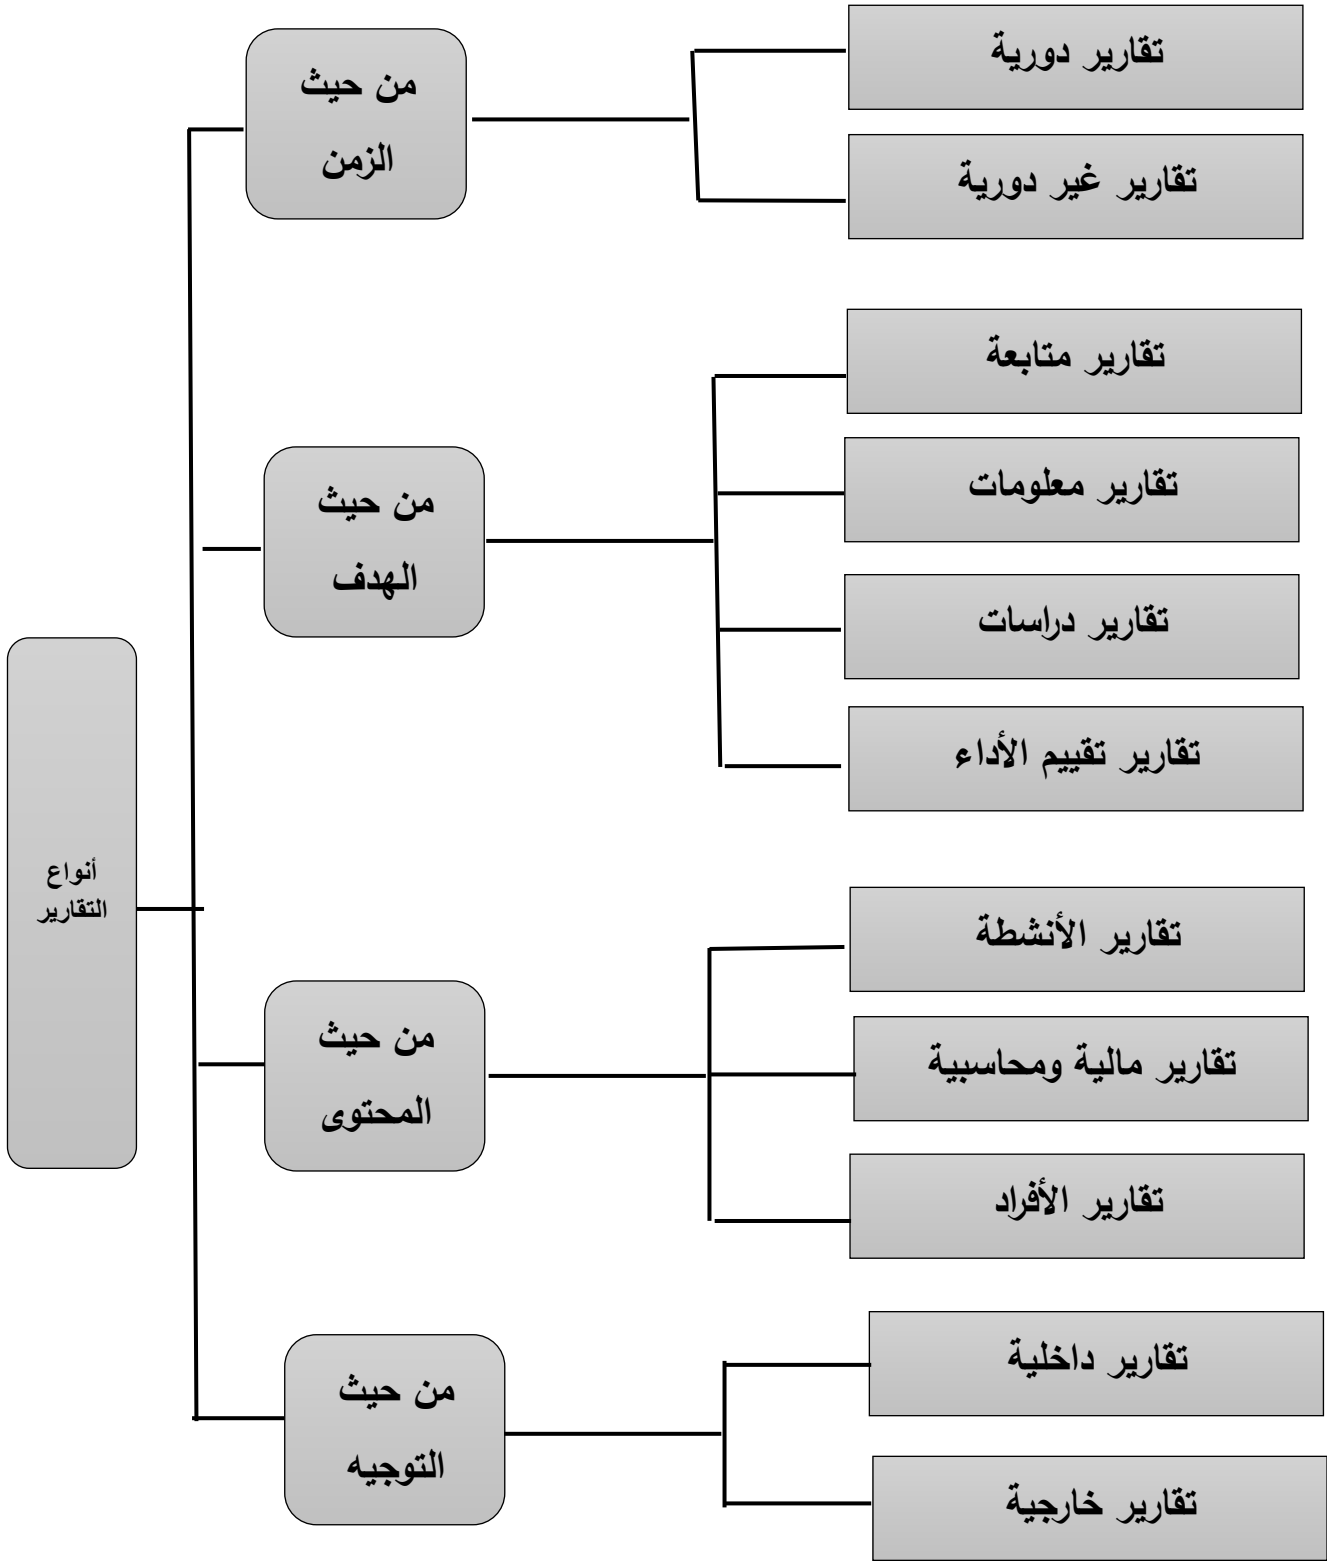 أنواع
التقارير
من حيث
الزمن
تقارير دورية
تقارير غير دورية
من حيث
الهدف
تقارير متابعة
تقارير معلومات
تقارير دراسات
تقارير تقييم الأداء
من حيث
المحتوى
تقارير الأنشطة
تقارير مالية ومحاسبية
تقارير الأفراد
من حيث
التوجيه
تقارير داخلية
تقارير خارجية